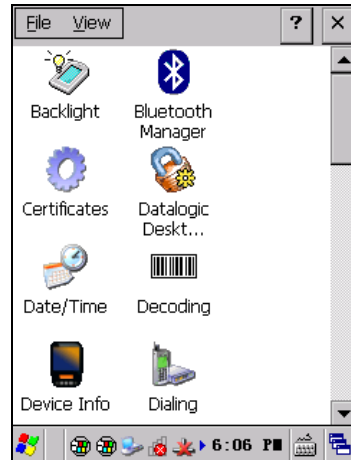 File View ? ×
Backlight
Bluetooth
Manager
Certificates
Datalogic
Deskt...
Date/Time
Decoding
Device Info
Dialing
6:06 PM